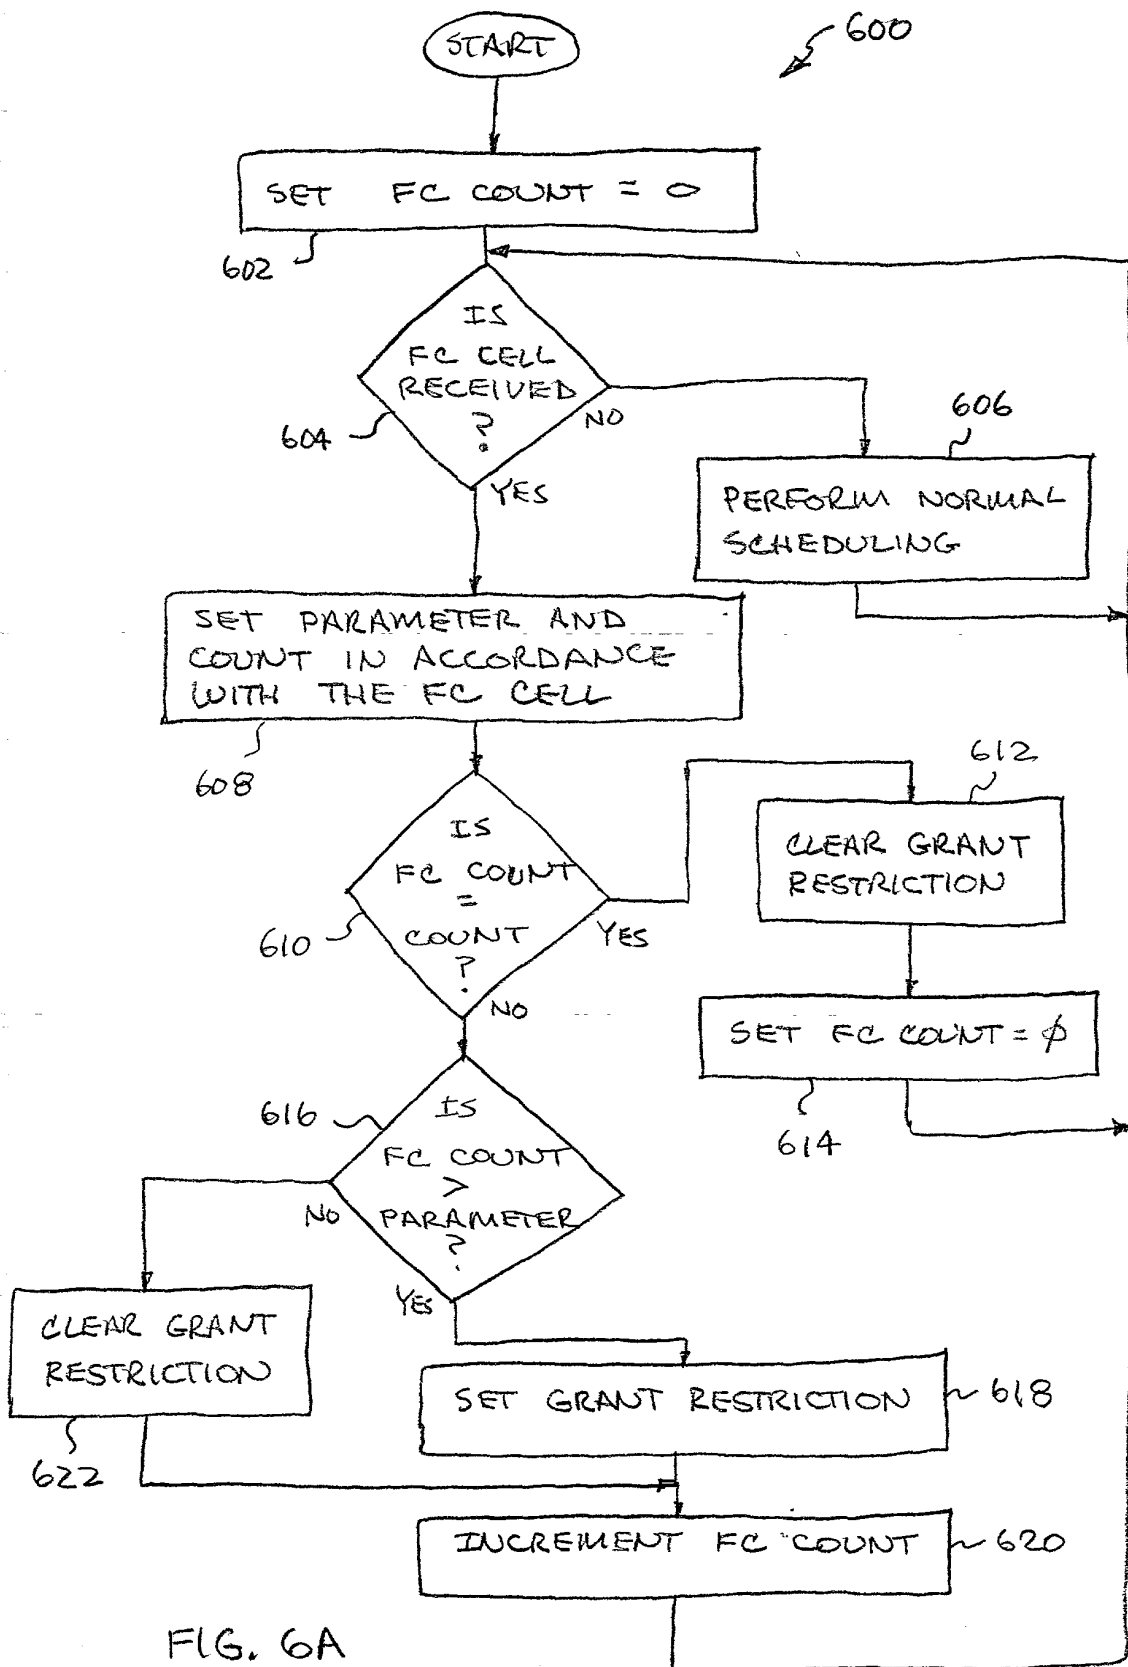 START
600
SET FC COUNT = 0
602
IS
FC CELL
RECEIVED
?
604
NO
YES
606
PERFORM NORMAL
SCHEDULING
SET PARAMETER AND
COUNT IN ACCORDANCE
WITH THE FC CELL
608
IS
FC COUNT
=
COUNT
?
610
YES
NO
612
CLEAR GRANT
RESTRICTION
SET FC COUNT = ϕ
614
616
IS
FC COUNT
>
PARAMETER
?
NO
YES
CLEAR GRANT
RESTRICTION
622
SET GRANT RESTRICTION
618
INCREMENT FC COUNT
620
FIG. 6A